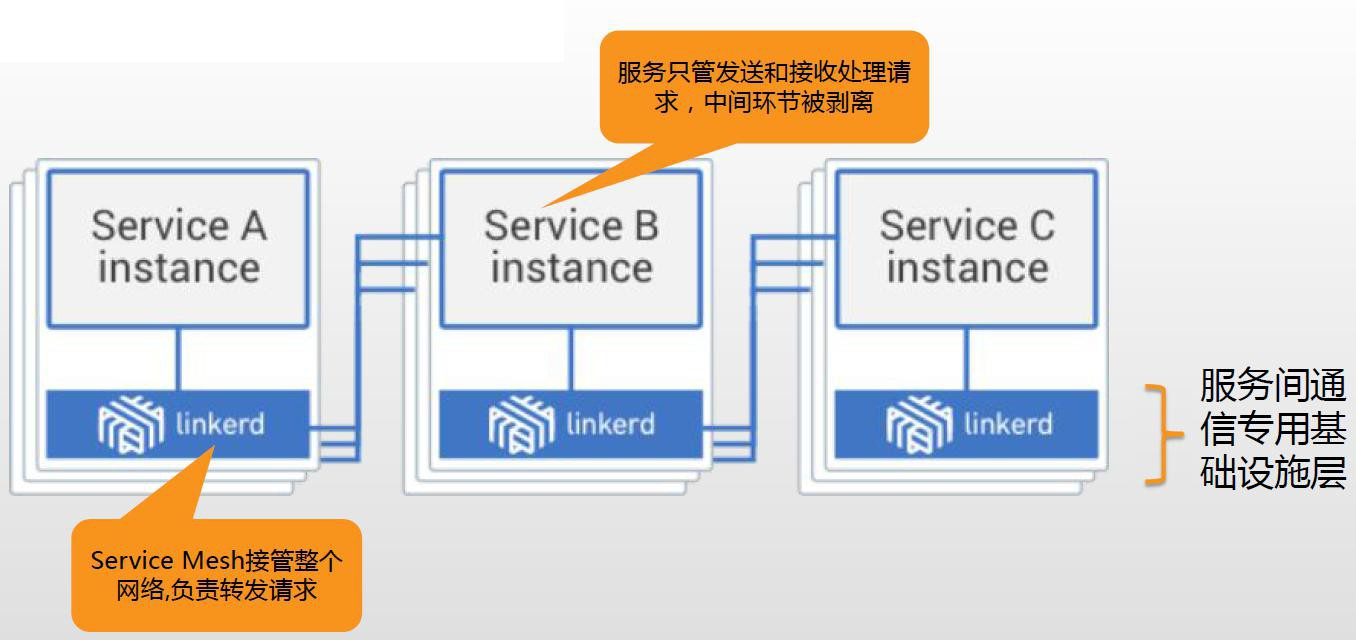 服务只管发送和接收处理请
求，中间环节被剥离
Service A
instance
Service B
instance
Service C
instance
linkerd
linkerd
linkerd
服务间通
信专用基
础设施层
Service Mesh接管整个
网络,负责转发请求